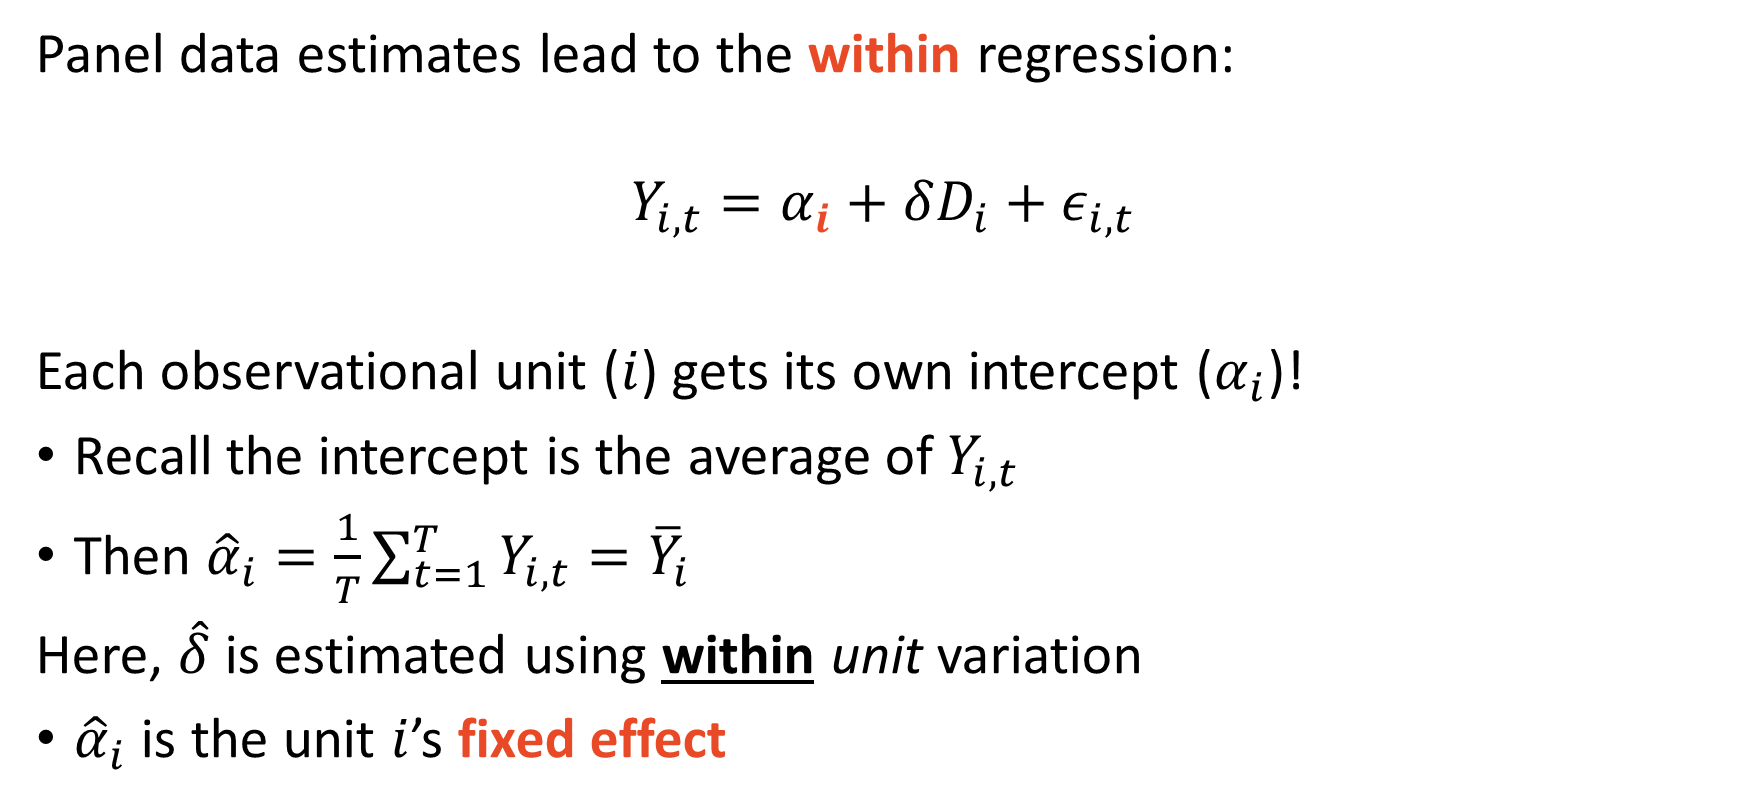 Panel data estimates lead to the within regression:
Y_{i,t} = α_i + δD_i + ϵ_{i,t}
Each observational unit (i) gets its own intercept (α_i)!
• Recall the intercept is the average of Y_{i,t}
• Then α̂_i = \frac{1}{T} ∑_{t=1}^{T} Y_{i,t} = Ȳ_i
Here, δ̂ is estimated using within unit variation
• α̂_i is the unit i’s fixed effect